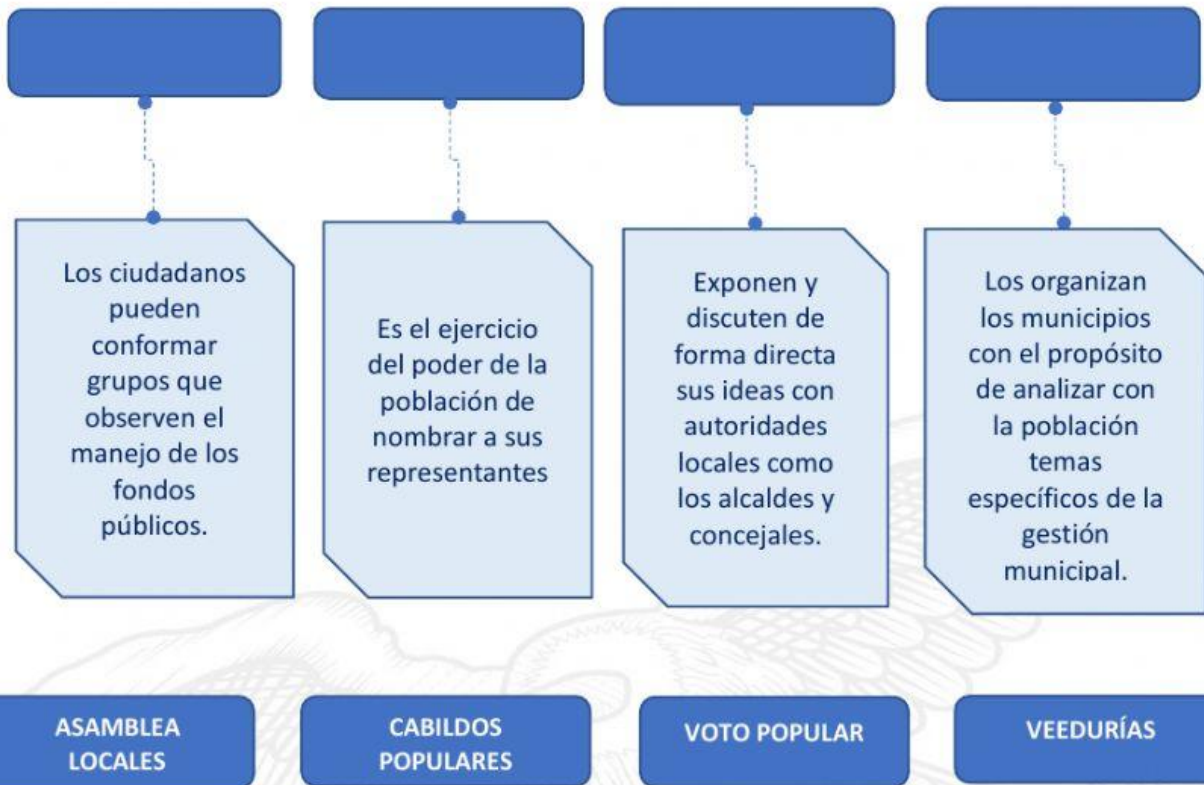 Los ciudadanos
pueden
conformar
grupos que
observen el
manejo de los
fondos
públicos.
Es el ejercicio
del poder de la
población de
nombrar a sus
representantes
Exponen y
discuten de
forma directa
sus ideas con
autoridades
locales como
los alcaldes y
concejales.
Los organizan
los municipios
con el propósito
de analizar con
la población
temas
específicos de la
gestión
municipal.
ASAMBLEA
LOCALES
CABILDOS
POPULARES
VOTO POPULAR
VEEDURÍAS